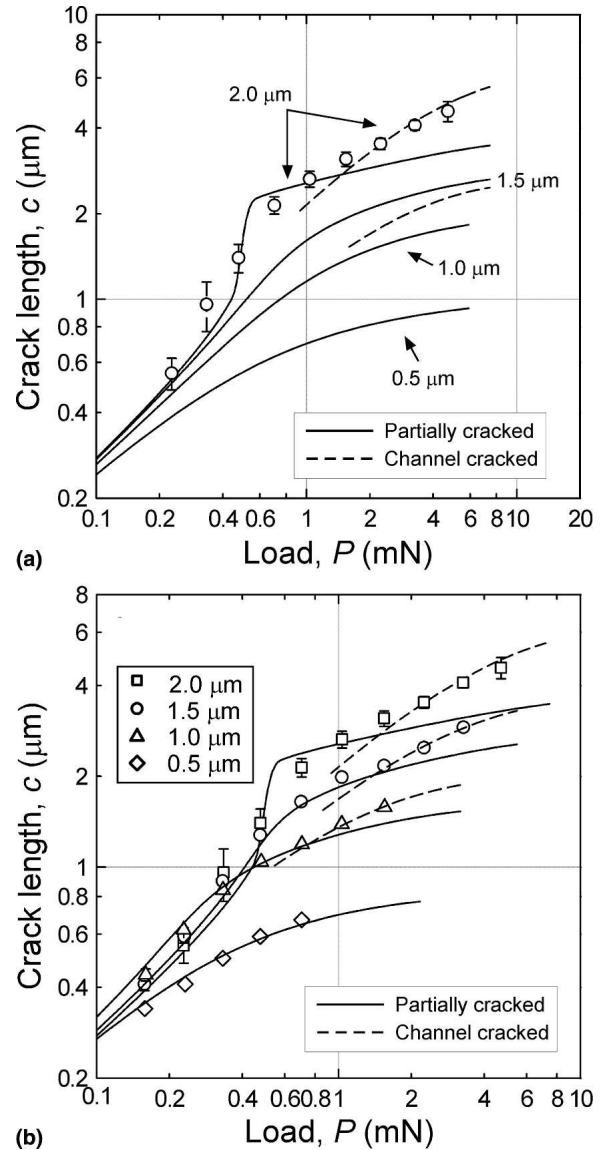 10
8
6
4
2
1
0.8
0.6
0.4
0.2
Crack length, c (μm)
2.0 μm
1.5 μm
1.0 μm
0.5 μm
Partially cracked
Channel cracked
0.1 0.2 0.4 0.6 1 2 4 6 8 10 20
(a)
Load, P (mN)
8
6
4
2
1
0.8
0.6
0.4
0.2
Crack length, c (μm)
2.0 μm
1.5 μm
1.0 μm
0.5 μm
Partially cracked
Channel cracked
0.1 0.2 0.4 0.6 0.8 1 2 4 6 8 10
(b)
Load, P (mN)